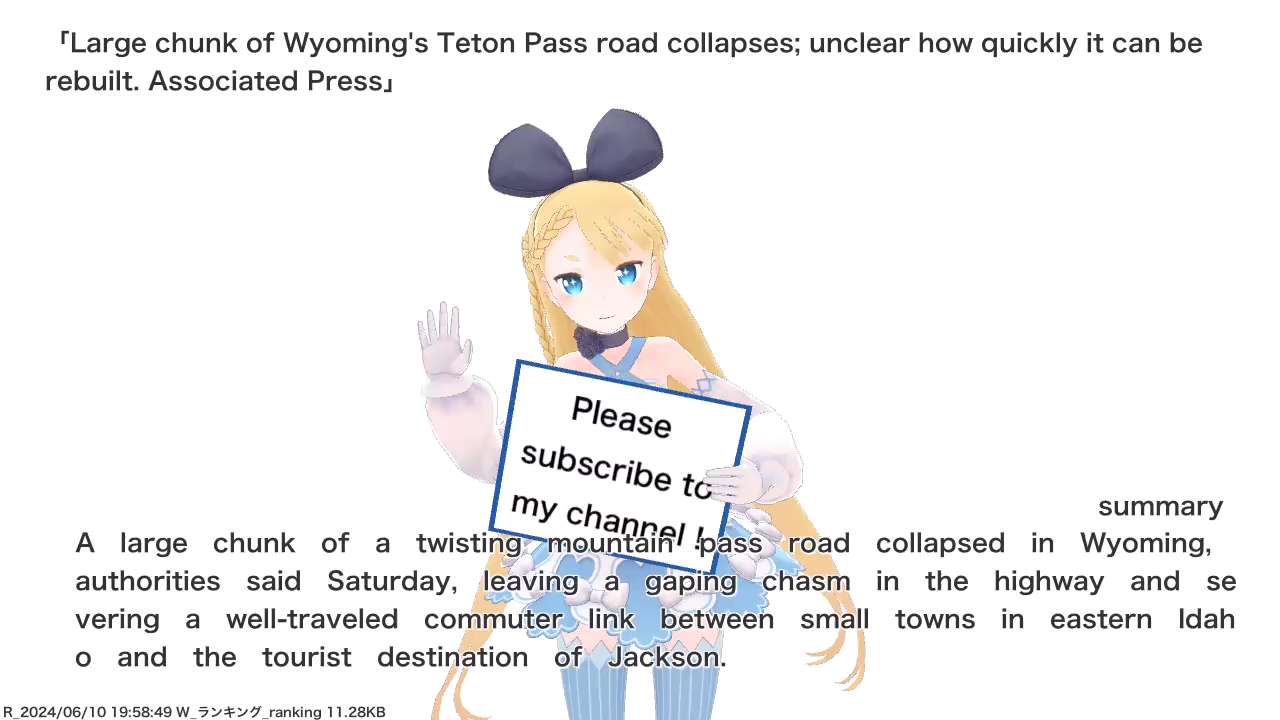 「Large chunk of Wyoming's Teton Pass road collapses; unclear how quickly it can be
rebuilt. Associated Press」
Please
subscribe to
my channel !
summary
A large chunk of a twisting mountain pass road collapsed in Wyoming,
authorities said Saturday, leaving a gaping chasm in the highway and se
vering a well-traveled commuter link between small towns in eastern Idah
o and the tourist destination of Jackson.
R_2024/06/10 19:58:49 W_ランキング_ranking 11.28KB